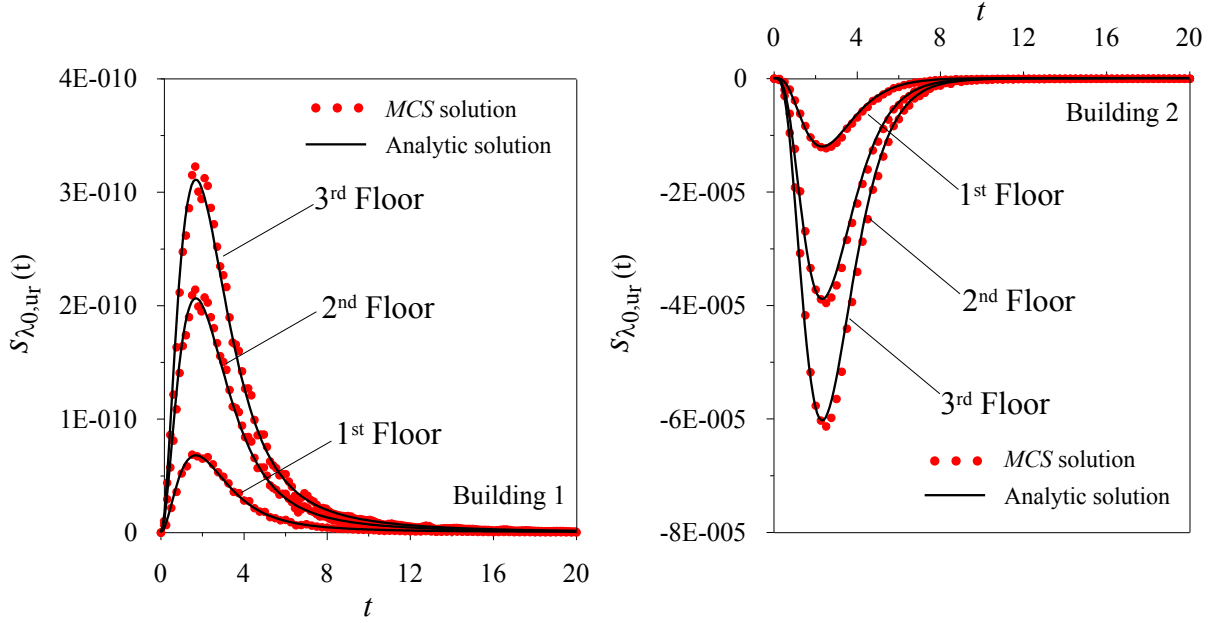 4E-010
3E-010
2E-010
1E-010
0
sλ0,ur(t)
MCS solution
Analytic solution
3rd Floor
2nd Floor
1st Floor
Building 1
0 4 8 12 16 20
t
t
0 4 8 12 16 20
0
-2E-005
-4E-005
-6E-005
-8E-005
sλ0,ur(t)
Building 2
1st Floor
2nd Floor
3rd Floor
MCS solution
Analytic solution